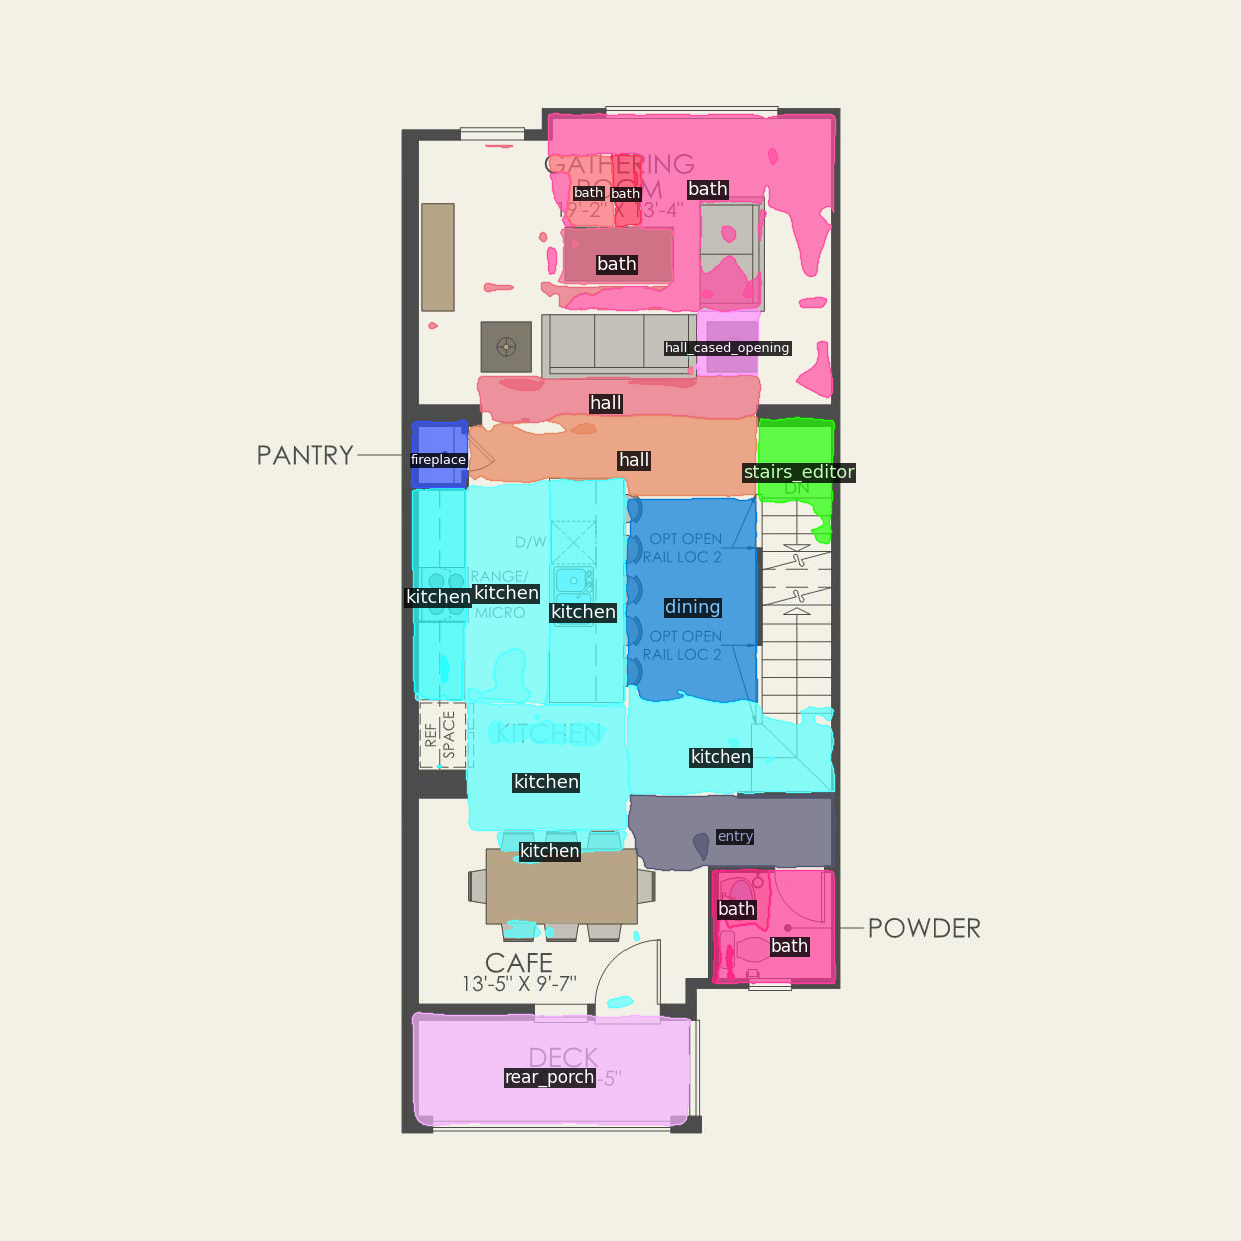 GATHERING
ROOM
19'-2" X 13'-4"
bath
bath
bath
bath
hall_cased_opening
hall
hall
PANTRY
fireplace
stairs_editor
DN
D/W
OPT OPEN
RAIL LOC 2
RANGE/
MICRO
kitchen
kitchen
kitchen
dining
OPT OPEN
RAIL LOC 2
REF
SPACE
KITCHEN
kitchen
kitchen
entry
kitchen
bath
bath
POWDER
CAFE
13'-5" X 9'-7"
DECK
rear_porch
-5"